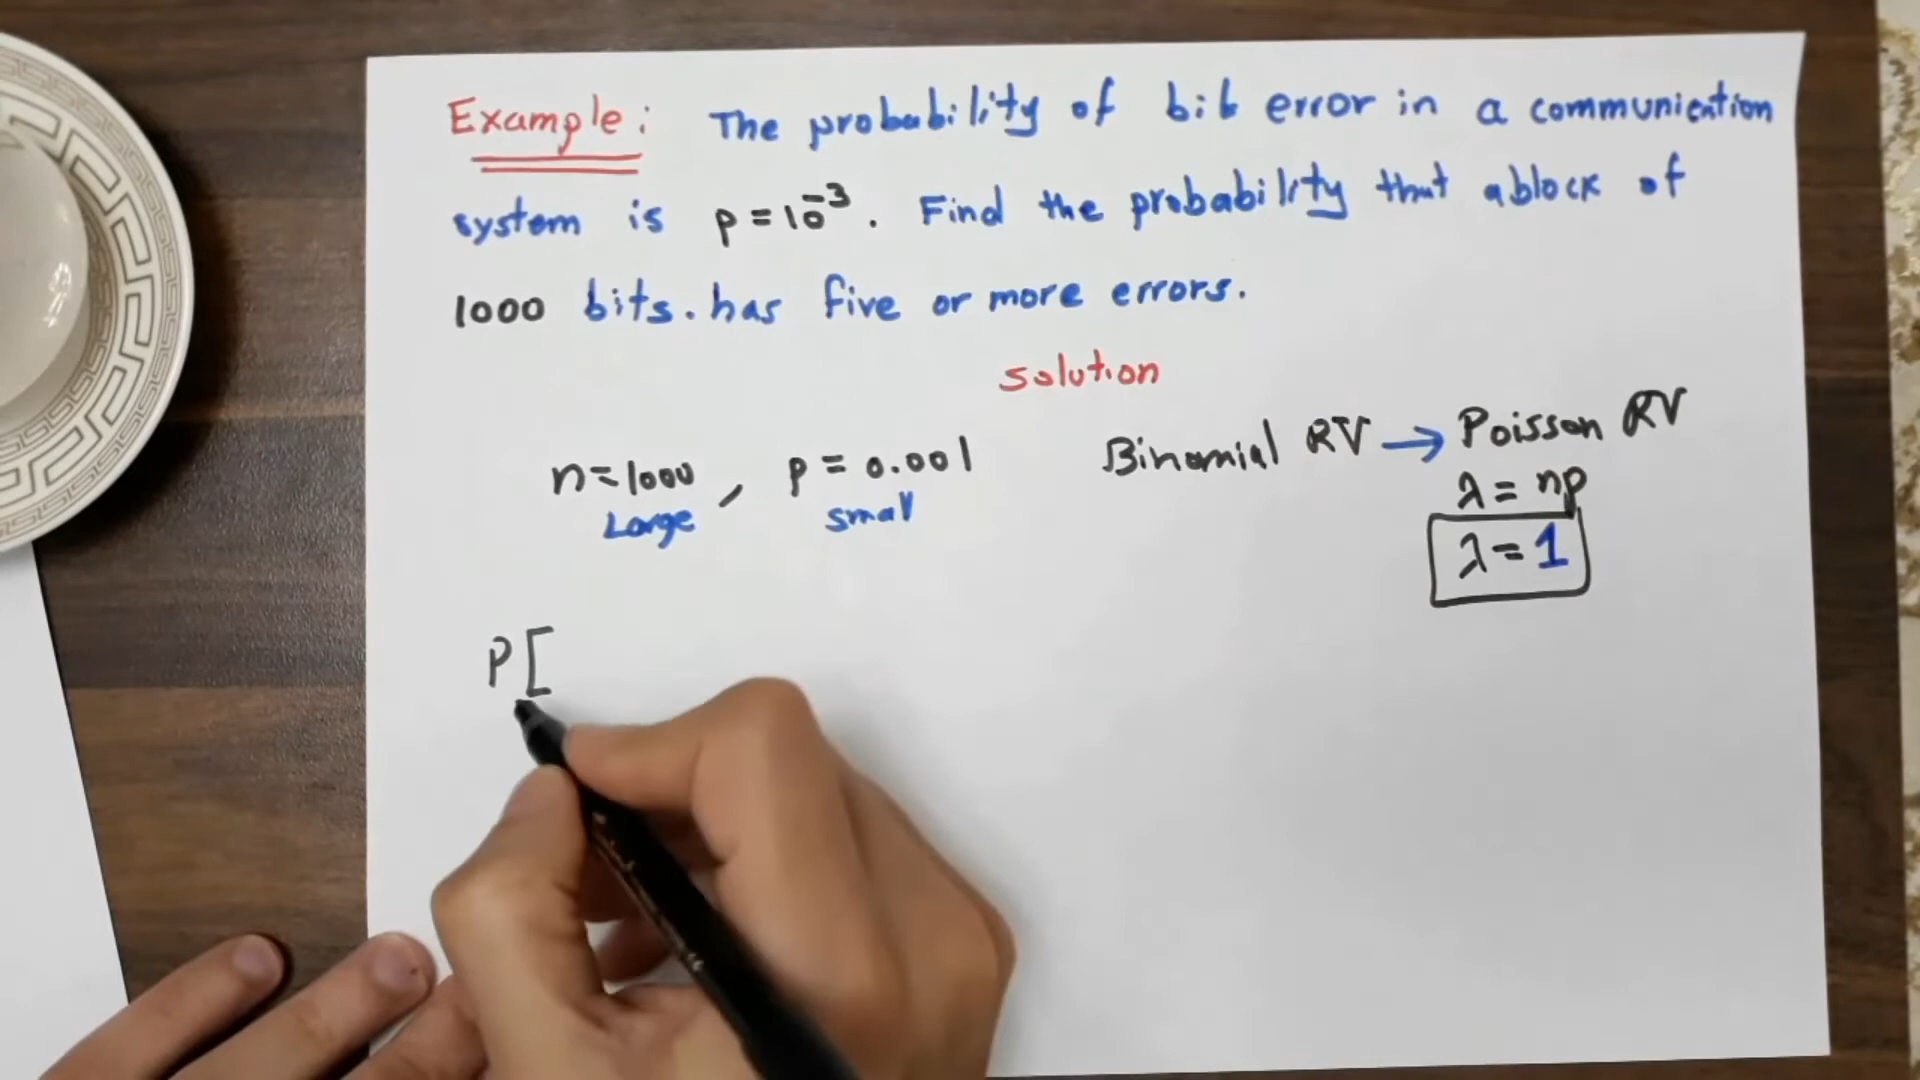 Example: The probability of bit error in a communication
system is p = 10⁻³. Find the probability that a block of
1000 bits. has five or more errors.
solution
n = 1000, p = 0.001 Binomial RV → Poisson RV
Large small λ = np
λ = 1
P[